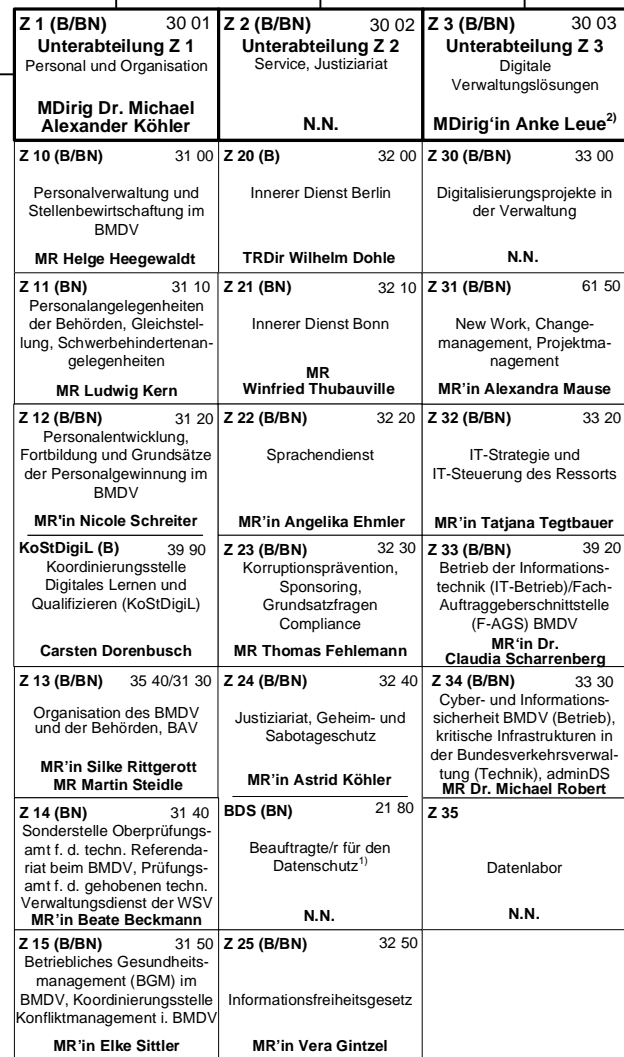 Z 1 (B/BN) 30 01
Unterabteilung Z 1
Personal und Organisation
MDirig Dr. Michael
Alexander Köhler
Z 10 (B/BN) 31 00
Personalverwaltung und
Stellenbewirtschaftung im
BMDV
MR Helge Heegewaldt
Z 11 (BN) 31 10
Personalangelegenheiten
der Behörden, Gleichstel-
lung, Schwerbehindertenan-
gelegenheiten
MR Ludwig Kern
Z 12 (B/BN) 31 20
Personalentwicklung,
Fortbildung und Grundsätze
der Personalgewinnung im
BMDV
MR'in Nicole Schreiter
KoStDigiL (B) 39 90
Koordinierungsstelle
Digitales Lernen und
Qualifizieren (KoStDigiL)
Carsten Dorenbusch
Z 13 (B/BN) 35 40/31 30
Organisation des BMDV
und der Behörden, BAV
MR'in Silke Rittgerott
MR Martin Steidle
Z 14 (BN) 31 40
Sonderstelle Oberprüfungs-
amt f. d. techn. Referenda-
riat beim BMDV, Prüfungs-
amt f. d. gehobenen techn.
Verwaltungsdienst der WSV
MR'in Beate Beckmann
Z 15 (B/BN) 31 50
Betriebliches Gesundheits-
management (BGM) im
BMDV, Koordinierungsstelle
Konfliktmanagement i. BMDV
MR'in Elke Sittler
Z 2 (B/BN) 30 02
Unterabteilung Z 2
Service, Justiziariat
N.N.
Z 20 (B) 32 00
Innerer Dienst Berlin
TRDir Wilhelm Dohle
Z 21 (BN) 32 10
Innerer Dienst Bonn
MR
Winfried Thubauville
Z 22 (B/BN) 32 20
Sprachendienst
MR'in Angelika Ehmler
Z 23 (B/BN) 32 30
Korruptionsprävention,
Sponsoring,
Grundsatzfragen
Compliance
MR Thomas Fehlemann
Z 24 (B/BN) 32 40
Justiziariat, Geheim- und
Sabotageschutz
MR'in Astrid Köhler
BDS (BN) 21 80
Beauftragte/r für den
Datenschutz1)
N.N.
Z 25 (B/BN) 32 50
Informationsfreiheitsgesetz
MR'in Vera Gintzel
Z 3 (B/BN) 30 03
Unterabteilung Z 3
Digitale
Verwaltungslösungen
MDirig'in Anke Leue2)
Z 30 (B/BN) 33 00
Digitalisierungsprojekte in
der Verwaltung
N.N.
Z 31 (B/BN) 61 50
New Work, Change-
management, Projektma-
nagement
MR'in Alexandra Mause
Z 32 (B/BN) 33 20
IT-Strategie und
IT-Steuerung des Ressorts
MR'in Tatjana Tegtbauer
Z 33 (B/BN) 39 20
Betrieb der Informations-
technik (IT-Betrieb)/Fach-
Auftraggeberschnittstelle
(F-AGS) BMDV
MR'in Dr.
Claudia Scharrenberg
Z 34 (B/BN) 33 30
Cyber- und Informations-
sicherheit BMDV (Betrieb),
kritische Infrastrukturen in
der Bundesverkehrsverwal-
tung (Technik), adminDS
MR Dr. Michael Robert
Z 35
Datenlabor
N.N.